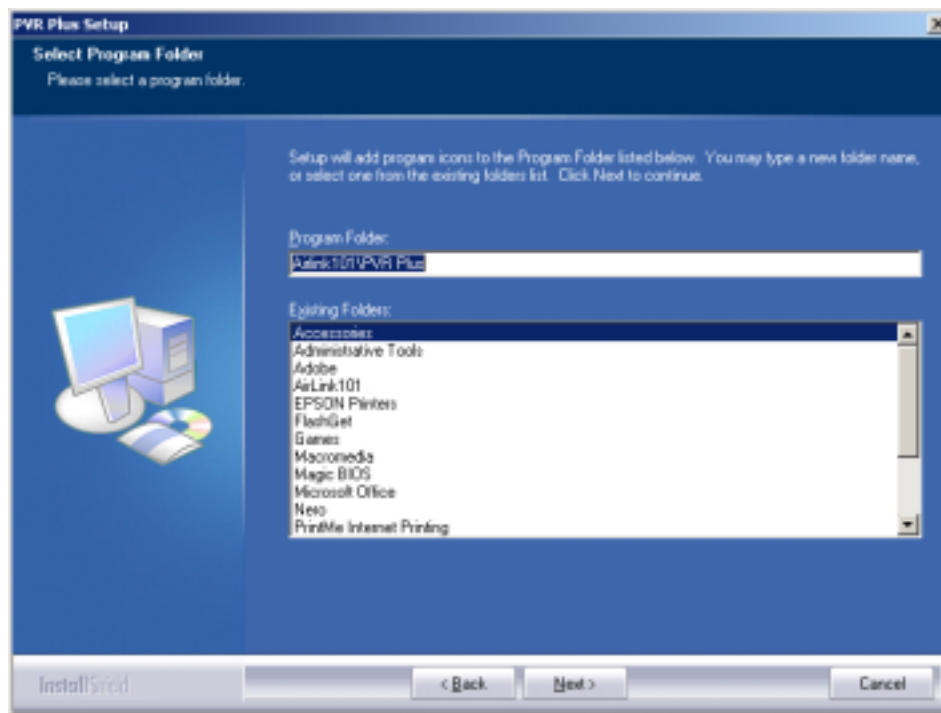 PVR Plus Setup
Select Program Folder
Please select a program folder.
Setup will add program icons to the Program Folder listed below. You may type a new folder name,
or select one from the existing folders list. Click Next to continue.
Program Folder:
Airlink101\PVR Plus
Existing Folders:
Accessories
Administrative Tools
Adobe
AirLink101
EPSON Printers
FlashGet
Games
Macromedia
Magic BIOS
Microsoft Office
Nero
PrintMe Internet Printing
InstallShield
< Back
Next >
Cancel